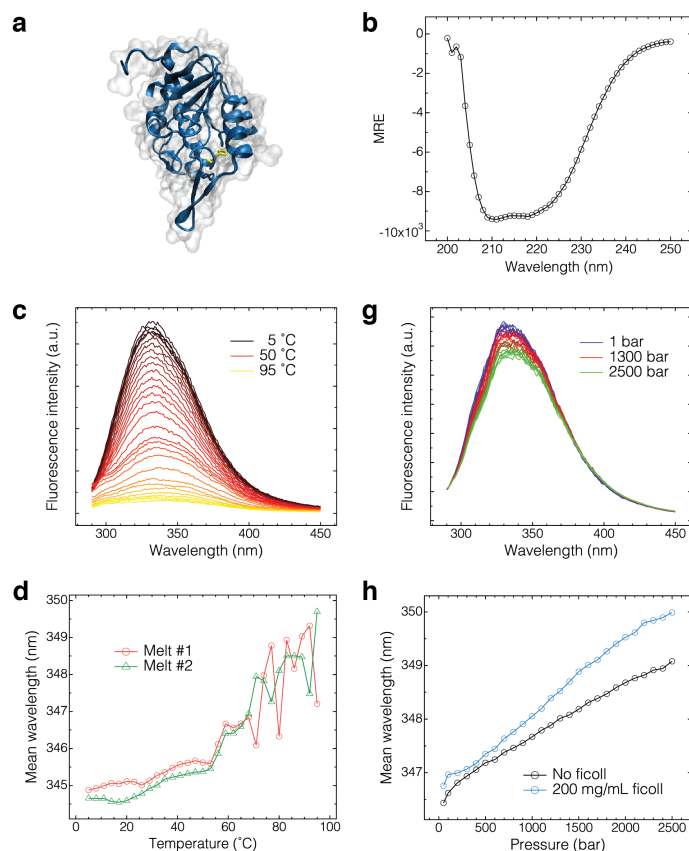 a
b
0
-2
-4
-6
-8
-10x10³
MRE
200
210
220
230
240
250
Wavelength (nm)
c
Fluorescence intensity (a.u.)
5 ˚C
50 ˚C
95 ˚C
300
350
400
450
Wavelength (nm)
g
Fluorescence intensity (a.u.)
1 bar
1300 bar
2500 bar
300
350
400
450
Wavelength (nm)
d
350
349
348
347
346
345
Mean wavelength (nm)
Melt #1
Melt #2
0
20
40
60
80
100
Temperature (˚C)
h
350
349
348
347
Mean wavelength (nm)
No ficoll
200 mg/mL ficoll
0
500
1000
1500
2000
2500
Pressure (bar)